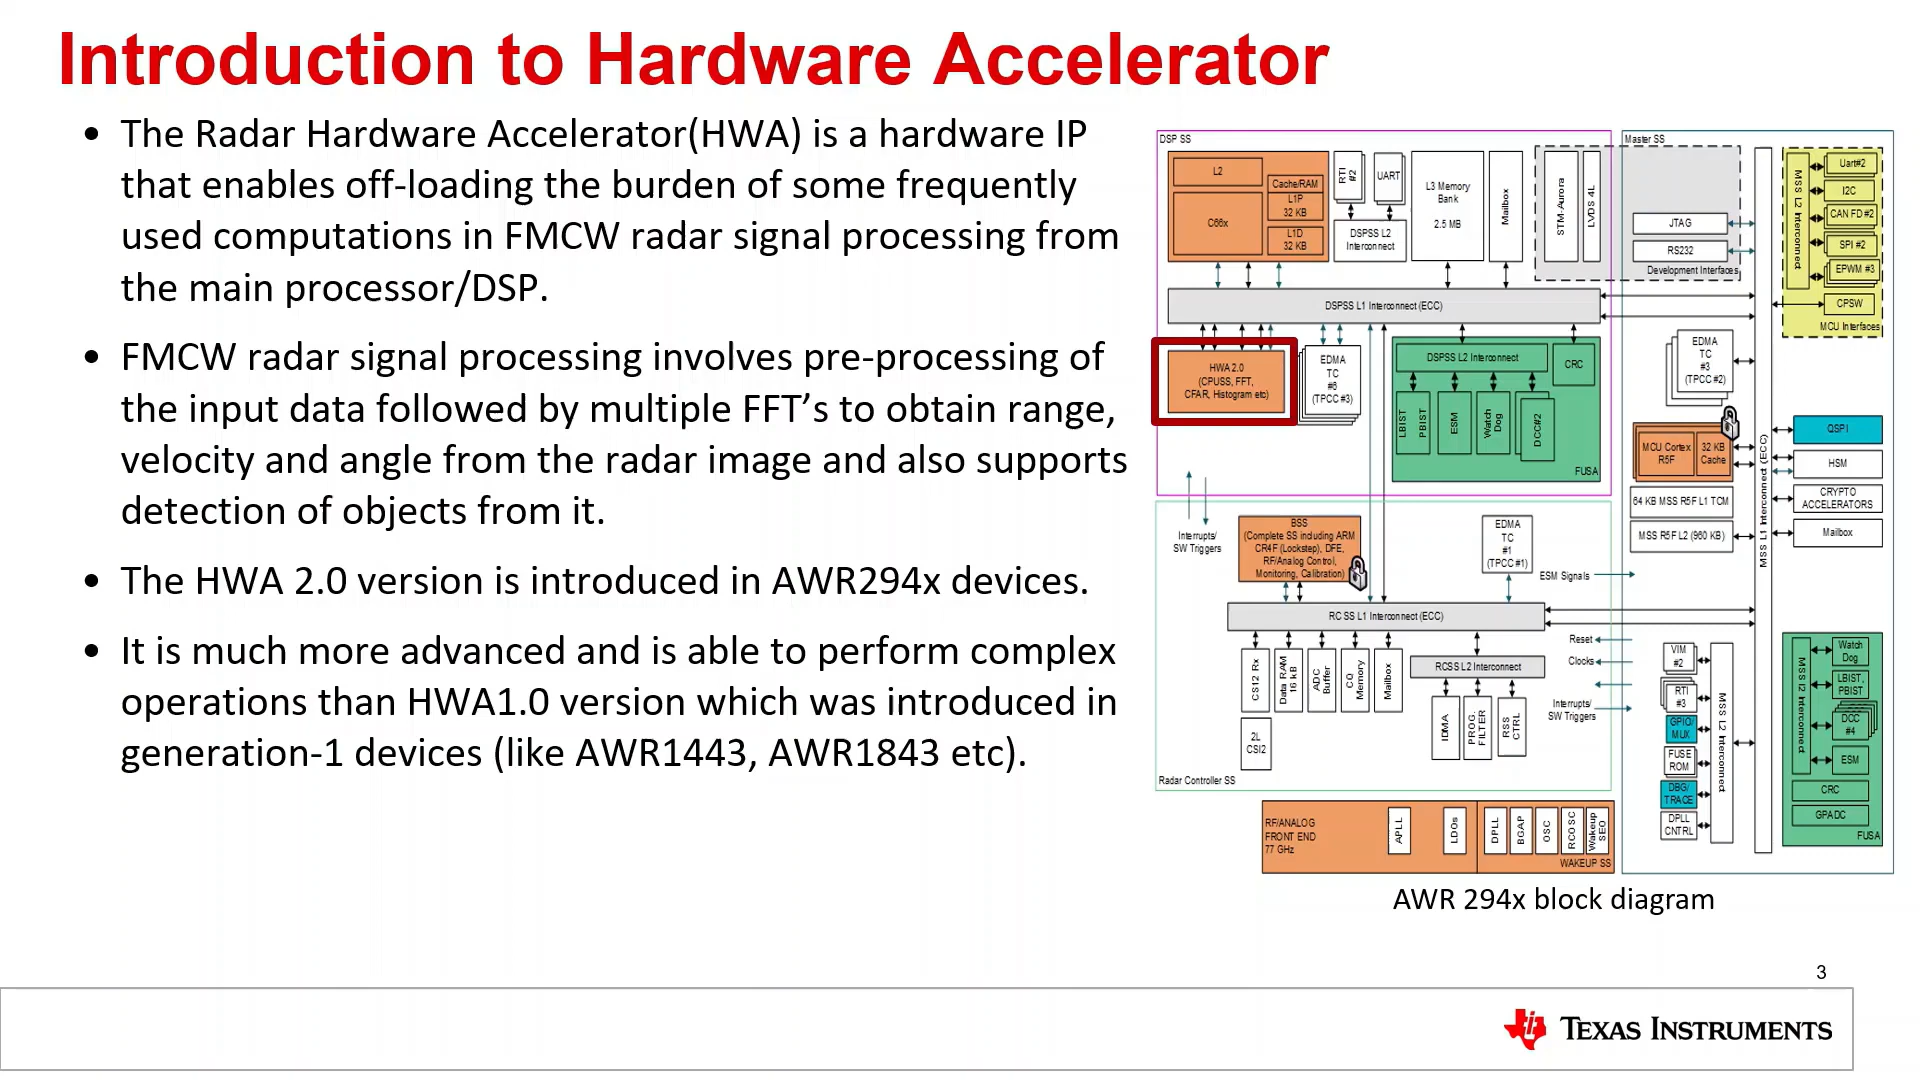 Introduction to Hardware Accelerator
• The Radar Hardware Accelerator(HWA) is a hardware IP
that enables off-loading the burden of some frequently
used computations in FMCW radar signal processing from
the main processor/DSP.
• FMCW radar signal processing involves pre-processing of
the input data followed by multiple FFT’s to obtain range,
velocity and angle from the radar image and also supports
detection of objects from it.
• The HWA 2.0 version is introduced in AWR294x devices.
• It is much more advanced and is able to perform complex
operations than HWA1.0 version which was introduced in
generation-1 devices (like AWR1443, AWR1843 etc).
DSP SS
L2
C66x
Cache/RAM
L1P
32 KB
L1D
32 KB
RTI
#2
UART
DSPSS L2
Interconnect
L3 Memory
Bank
2.5 MB
Mailbox
STM-Aurora
LVDS 4L
DSPSS L1 Interconnect (ECC)
HWA 2.0
(CPUSS, FFT,
CFAR, Histogram etc)
EDMA
TC
#6
(TPCC #3)
DSPSS L2 Interconnect
CRC
LBIST
PBIST
ESM
Watch
Dog
DCC#2
FUSA
Master SS
JTAG
RS232
Development Interfaces
MSS L2 Interconnect
Uart#2
I2C
CAN FD #2
SPI #2
EPWM #3
CPSW
MCU Interfaces
EDMA
TC
#3
(TPCC #2)
MCU Cortex
R5F
32 KB
Cache
64 KB MSS R5F L1 TCM
MSS R5F L2 (960 KB)
MSS L1 Interconnect (ECC)
QSPI
HSM
CRYPTO
ACCELERATORS
Mailbox
Interrupts/
SW Triggers
BSS
(Complete SS including ARM
CR4F (Lockstep), DFE,
RF/Analog Control,
Monitoring, Calibration)
EDMA
TC
#1
(TPCC #1)
ESM Signals
RCSS L1 Interconnect (ECC)
CSI2 Rx
Data RAM
16 kB
ADC
Buffer
CQ
Memory
Mailbox
RCSS L2 Interconnect
IDMA
PROG.
FILTER
RSS
CTRL
2L
CSI2
Radar Controller SS
Reset
Clocks
Interrupts/
SW Triggers
VIM
#2
RTI
#3
GPIO/
MUX
FUSE
ROM
DBG/
TRACE
DPLL
CNTRL
MSS L2 Interconnect
MSS l2 Interconnect
Watch
Dog
LBIST,
PBIST
DCC
#4
ESM
CRC
GPADC
FUSA
RF/ANALOG
FRONT END
77 GHz
APLL
LDOs
DPLL
BGAP
OSC
RCOSC
Wakeup
SEQ
WAKEUP SS
AWR 294x block diagram
3
TEXAS INSTRUMENTS